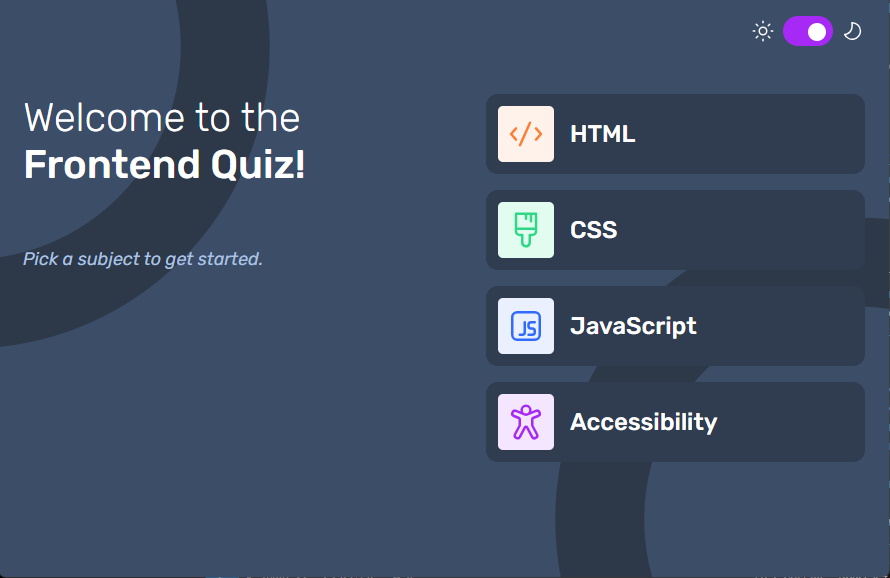 Welcome to the
Frontend Quiz!
Pick a subject to get started.
HTML
CSS
JS
JavaScript
Accessibility